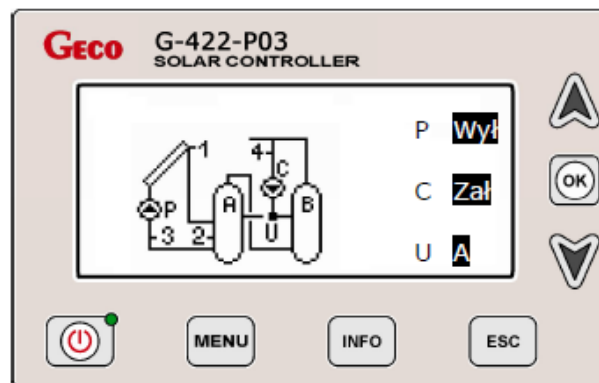 GECO G-422-P03
SOLAR CONTROLLER
P Wył
C Zał
U A
1
4
C
P
A
B
3 2 U
OK
MENU INFO ESC